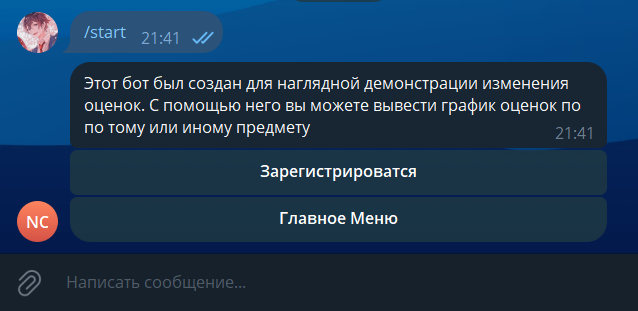 /start 21:41
Этот бот был создан для наглядной демонстрации изменения
оценок. С помощью него вы можете вывести график оценок по
по тому или иному предмету
21:41
Зарегистрироватся
NC
Главное Меню
Написать сообщение...